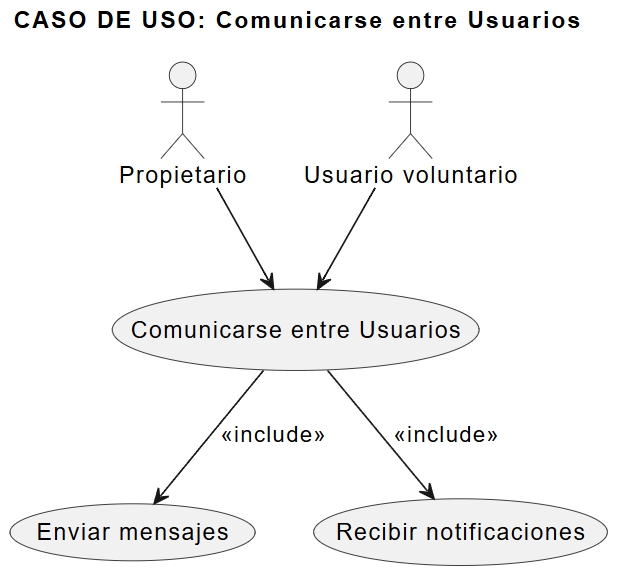 CASO DE USO: Comunicarse entre Usuarios
Propietario
Usuario voluntario
Comunicarse entre Usuarios
«include»
«include»
Enviar mensajes
Recibir notificaciones